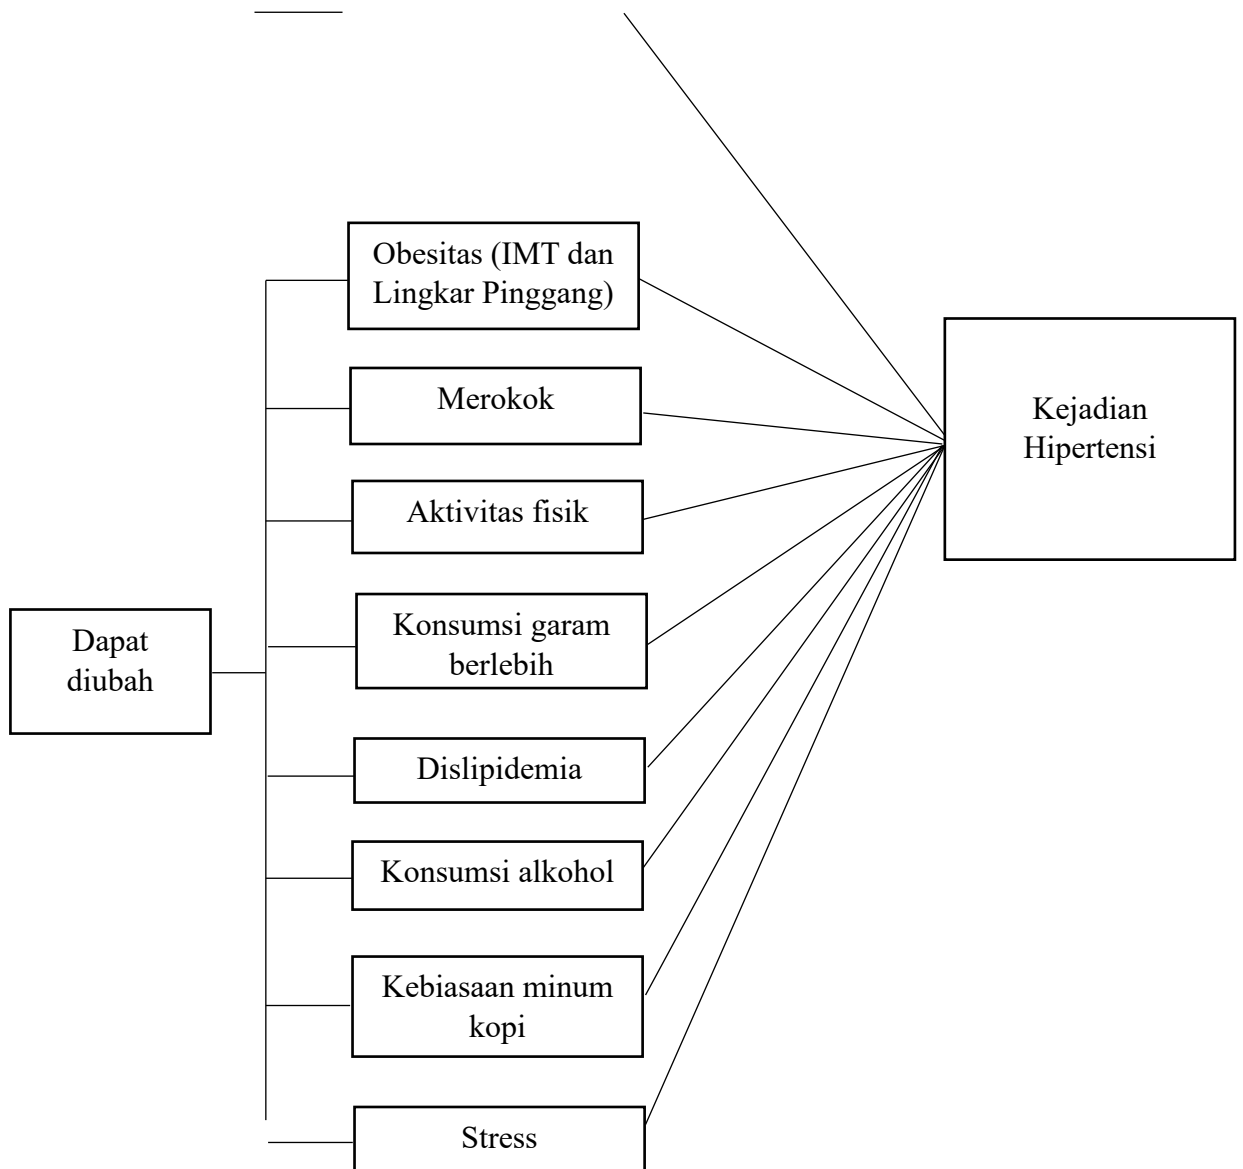 Obesitas (IMT dan
Lingkar Pinggang)
Merokok
Kejadian
Hipertensi
Aktivitas fisik
Konsumsi garam
berlebih
Dapat
diubah
Dislipidemia
Konsumsi alkohol
Kebiasaan minum
kopi
Stress